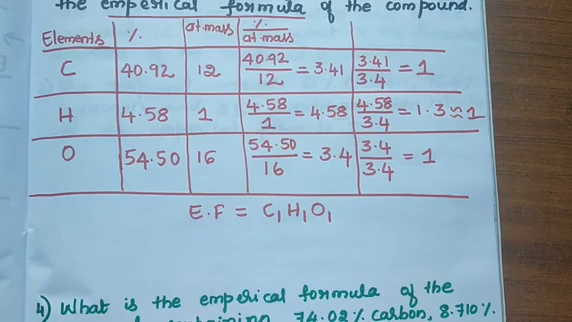 the emperical formula of the compound.
Elements % at.mass %/at.mass
C 40.92 12 40.92/12 = 3.41 3.41/3.4 = 1
H 4.58 1 4.58/1 = 4.58 4.58/3.4 = 1.3 ≈ 1
O 54.50 16 54.50/16 = 3.4 3.4/3.4 = 1
E.F = C₁H₁O₁
4) What is the emperical formula of the
74.02% carbon, 8.710%